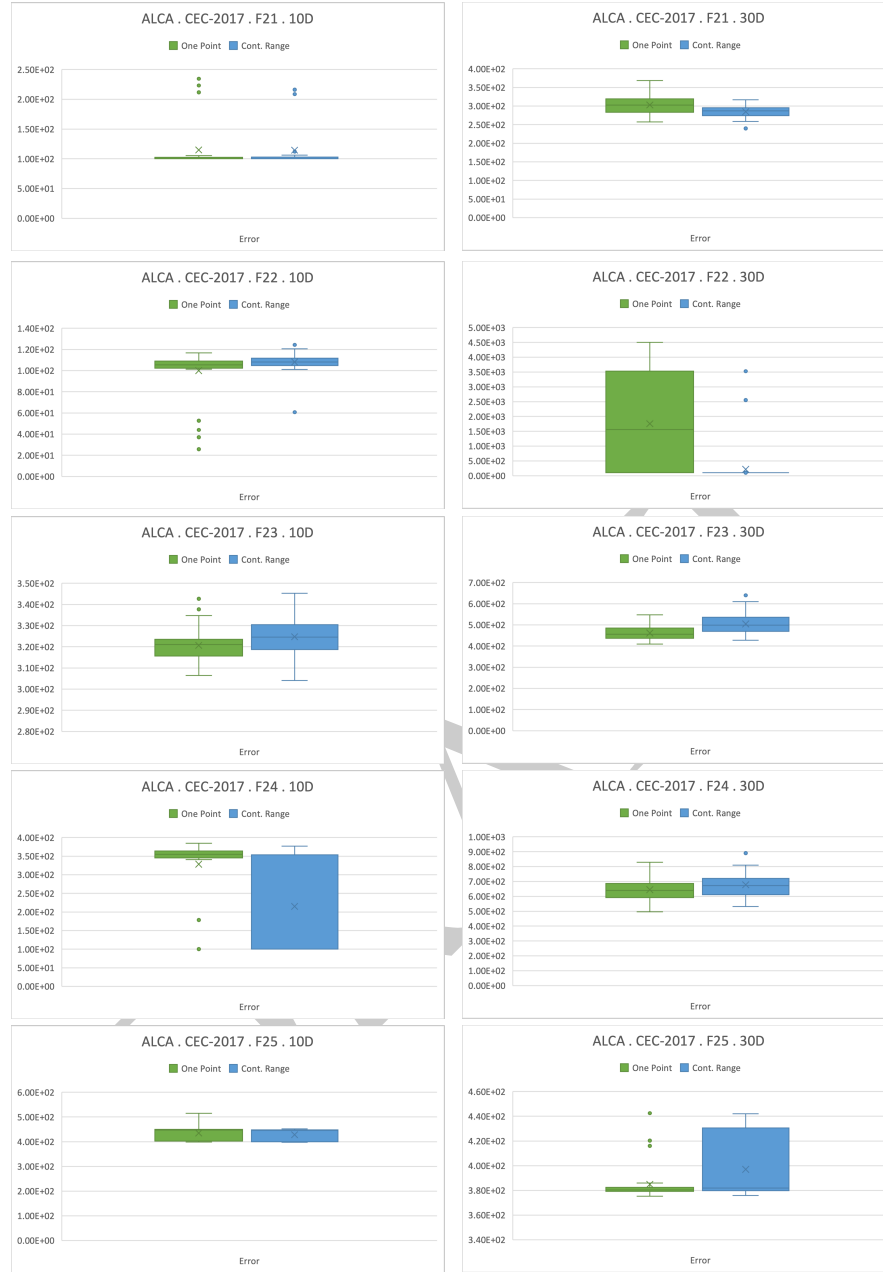 ALCA . CEC-2017 . F21 . 10D
One Point Cont. Range
2.50E+02
2.00E+02
1.50E+02
1.00E+02
5.00E+01
0.00E+00
Error
ALCA . CEC-2017 . F21 . 30D
One Point Cont. Range
4.00E+02
3.50E+02
3.00E+02
2.50E+02
2.00E+02
1.50E+02
1.00E+02
5.00E+01
0.00E+00
Error
ALCA . CEC-2017 . F22 . 10D
One Point Cont. Range
1.40E+02
1.20E+02
1.00E+02
8.00E+01
6.00E+01
4.00E+01
2.00E+01
0.00E+00
Error
ALCA . CEC-2017 . F22 . 30D
One Point Cont. Range
5.00E+03
4.50E+03
4.00E+03
3.50E+03
3.00E+03
2.50E+03
2.00E+03
1.50E+03
1.00E+03
5.00E+02
0.00E+00
Error
ALCA . CEC-2017 . F23 . 10D
One Point Cont. Range
3.50E+02
3.40E+02
3.30E+02
3.20E+02
3.10E+02
3.00E+02
2.90E+02
2.80E+02
Error
ALCA . CEC-2017 . F23 . 30D
One Point Cont. Range
7.00E+02
6.00E+02
5.00E+02
4.00E+02
3.00E+02
2.00E+02
1.00E+02
0.00E+00
Error
ALCA . CEC-2017 . F24 . 10D
One Point Cont. Range
4.00E+02
3.50E+02
3.00E+02
2.50E+02
2.00E+02
1.50E+02
1.00E+02
5.00E+01
0.00E+00
Error
ALCA . CEC-2017 . F24 . 30D
One Point Cont. Range
1.00E+03
9.00E+02
8.00E+02
7.00E+02
6.00E+02
5.00E+02
4.00E+02
3.00E+02
2.00E+02
1.00E+02
0.00E+00
Error
ALCA . CEC-2017 . F25 . 10D
One Point Cont. Range
6.00E+02
5.00E+02
4.00E+02
3.00E+02
2.00E+02
1.00E+02
0.00E+00
Error
ALCA . CEC-2017 . F25 . 30D
One Point Cont. Range
4.60E+02
4.40E+02
4.20E+02
4.00E+02
3.80E+02
3.60E+02
3.40E+02
Error